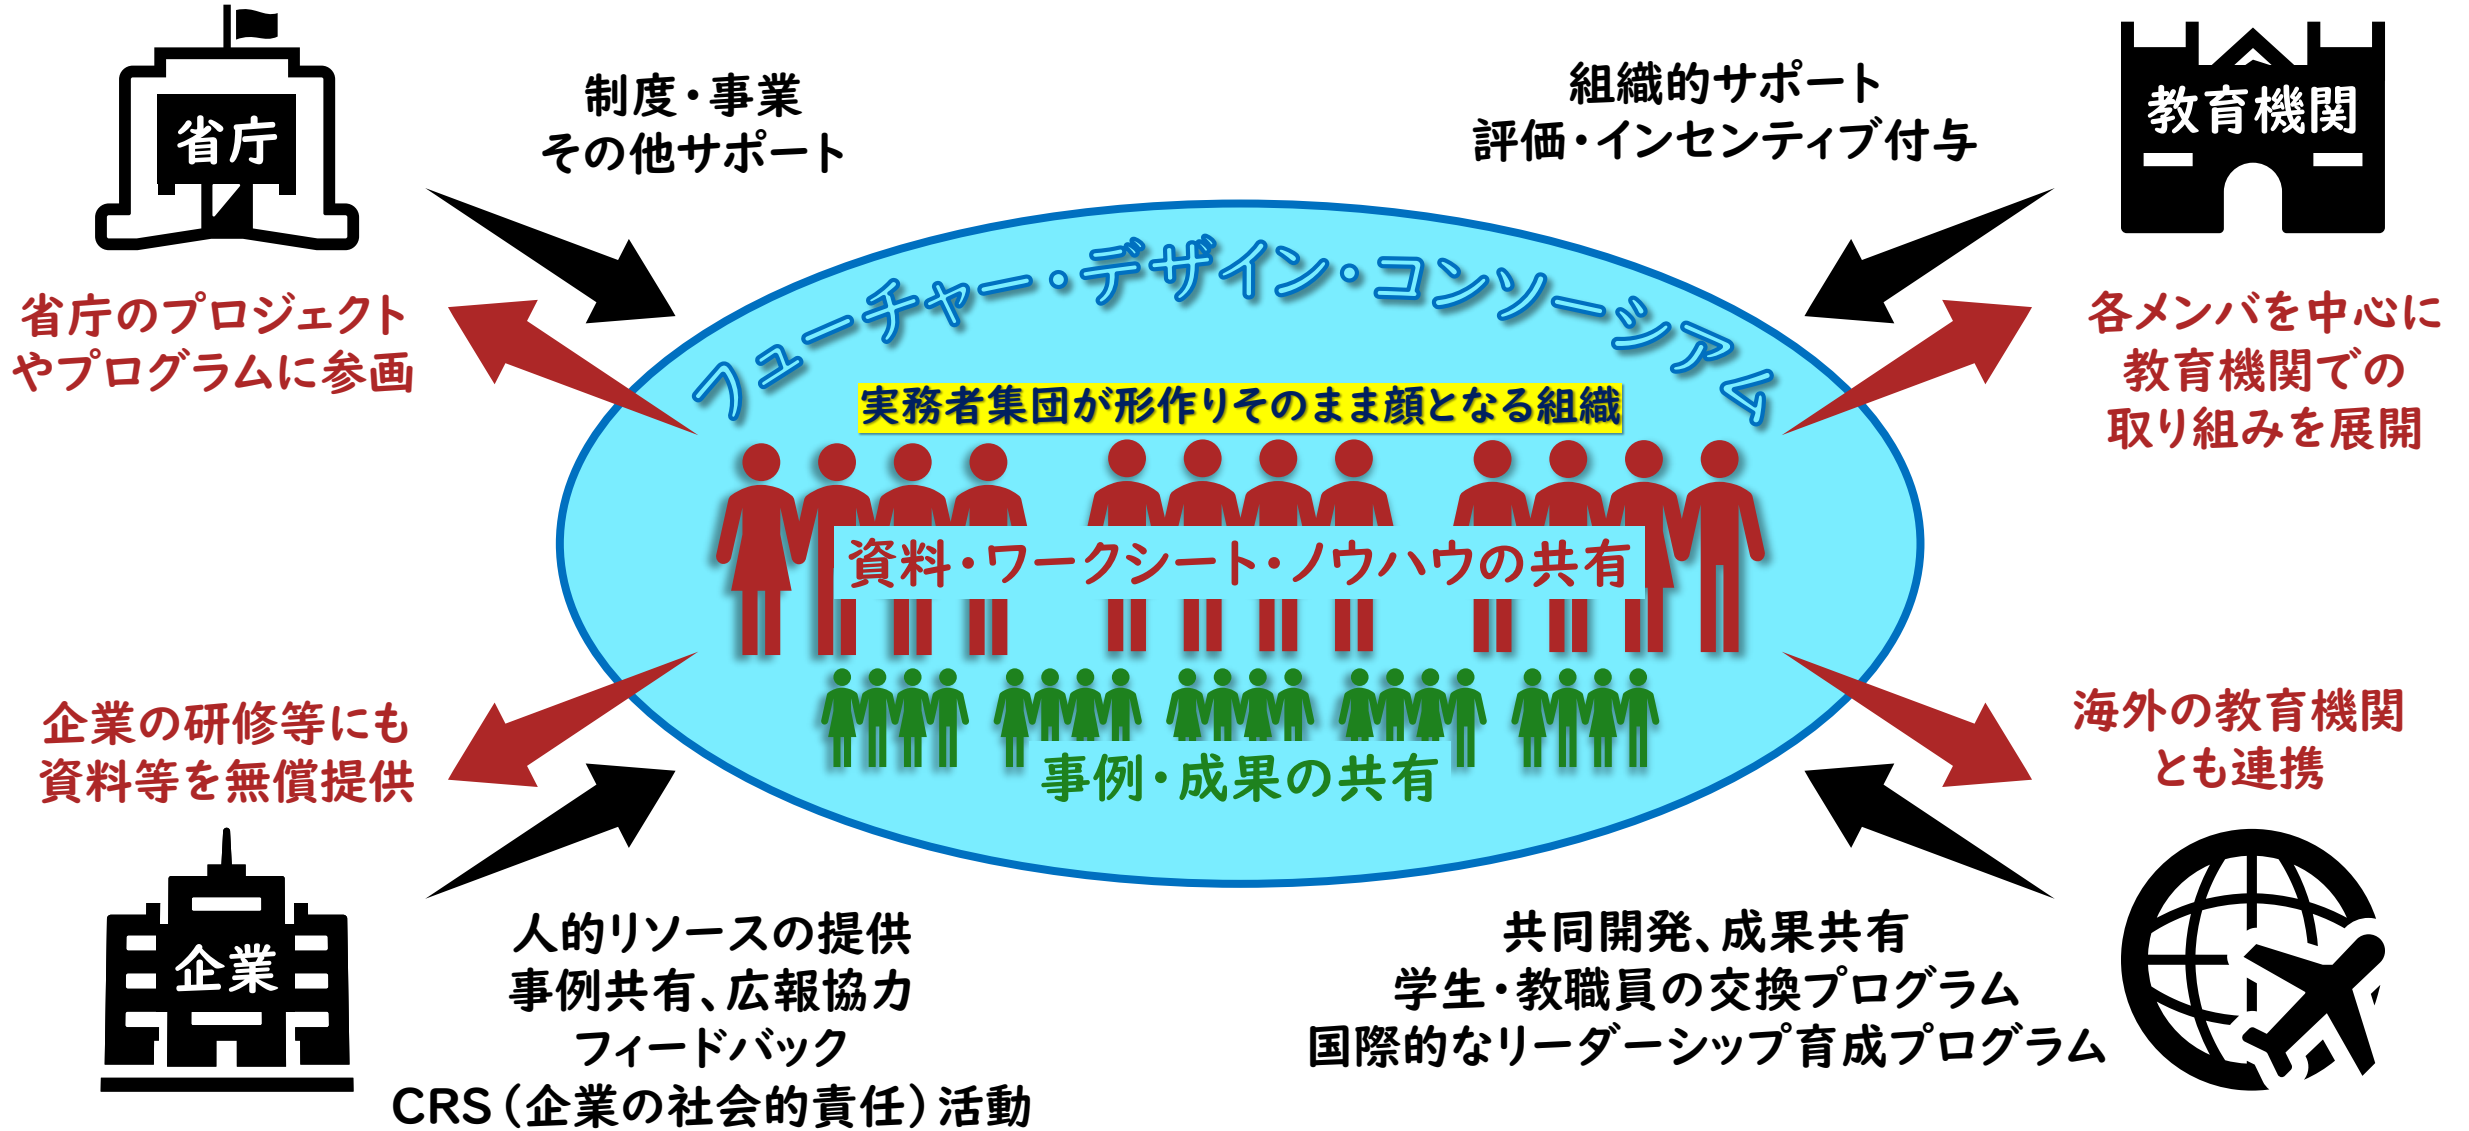 省庁
制度・事業
その他サポート
組織的サポート
評価・インセンティブ付与
教育機関
省庁のプロジェクト
やプログラムに参画
フューチャー・デザイン・コンソーシアム
各メンバを中心に
教育機関での
取り組みを展開
実務者集団が形作りそのまま顔となる組織
資料・ワークシート・ノウハウの共有
事例・成果の共有
企業の研修等にも
資料等を無償提供
海外の教育機関
とも連携
企業
人的リソースの提供
事例共有、広報協力
フィードバック
CRS(企業の社会的責任)活動
共同開発、成果共有
学生・教職員の交換プログラム
国際的なリーダーシップ育成プログラム